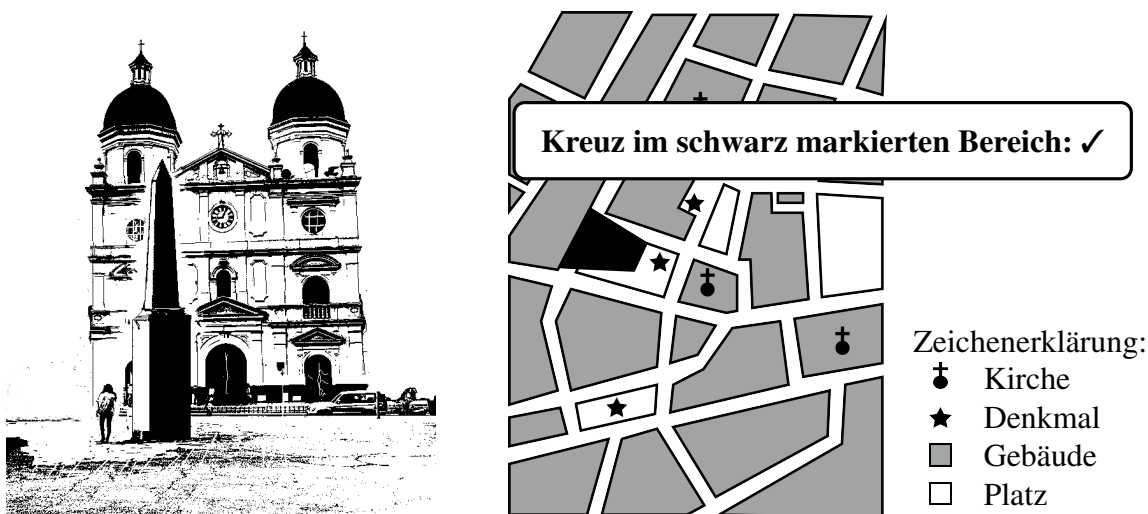 Kreuz im schwarz markierten Bereich: ✓
Zeichenerklärung:
Kirche
Denkmal
Gebäude
Platz